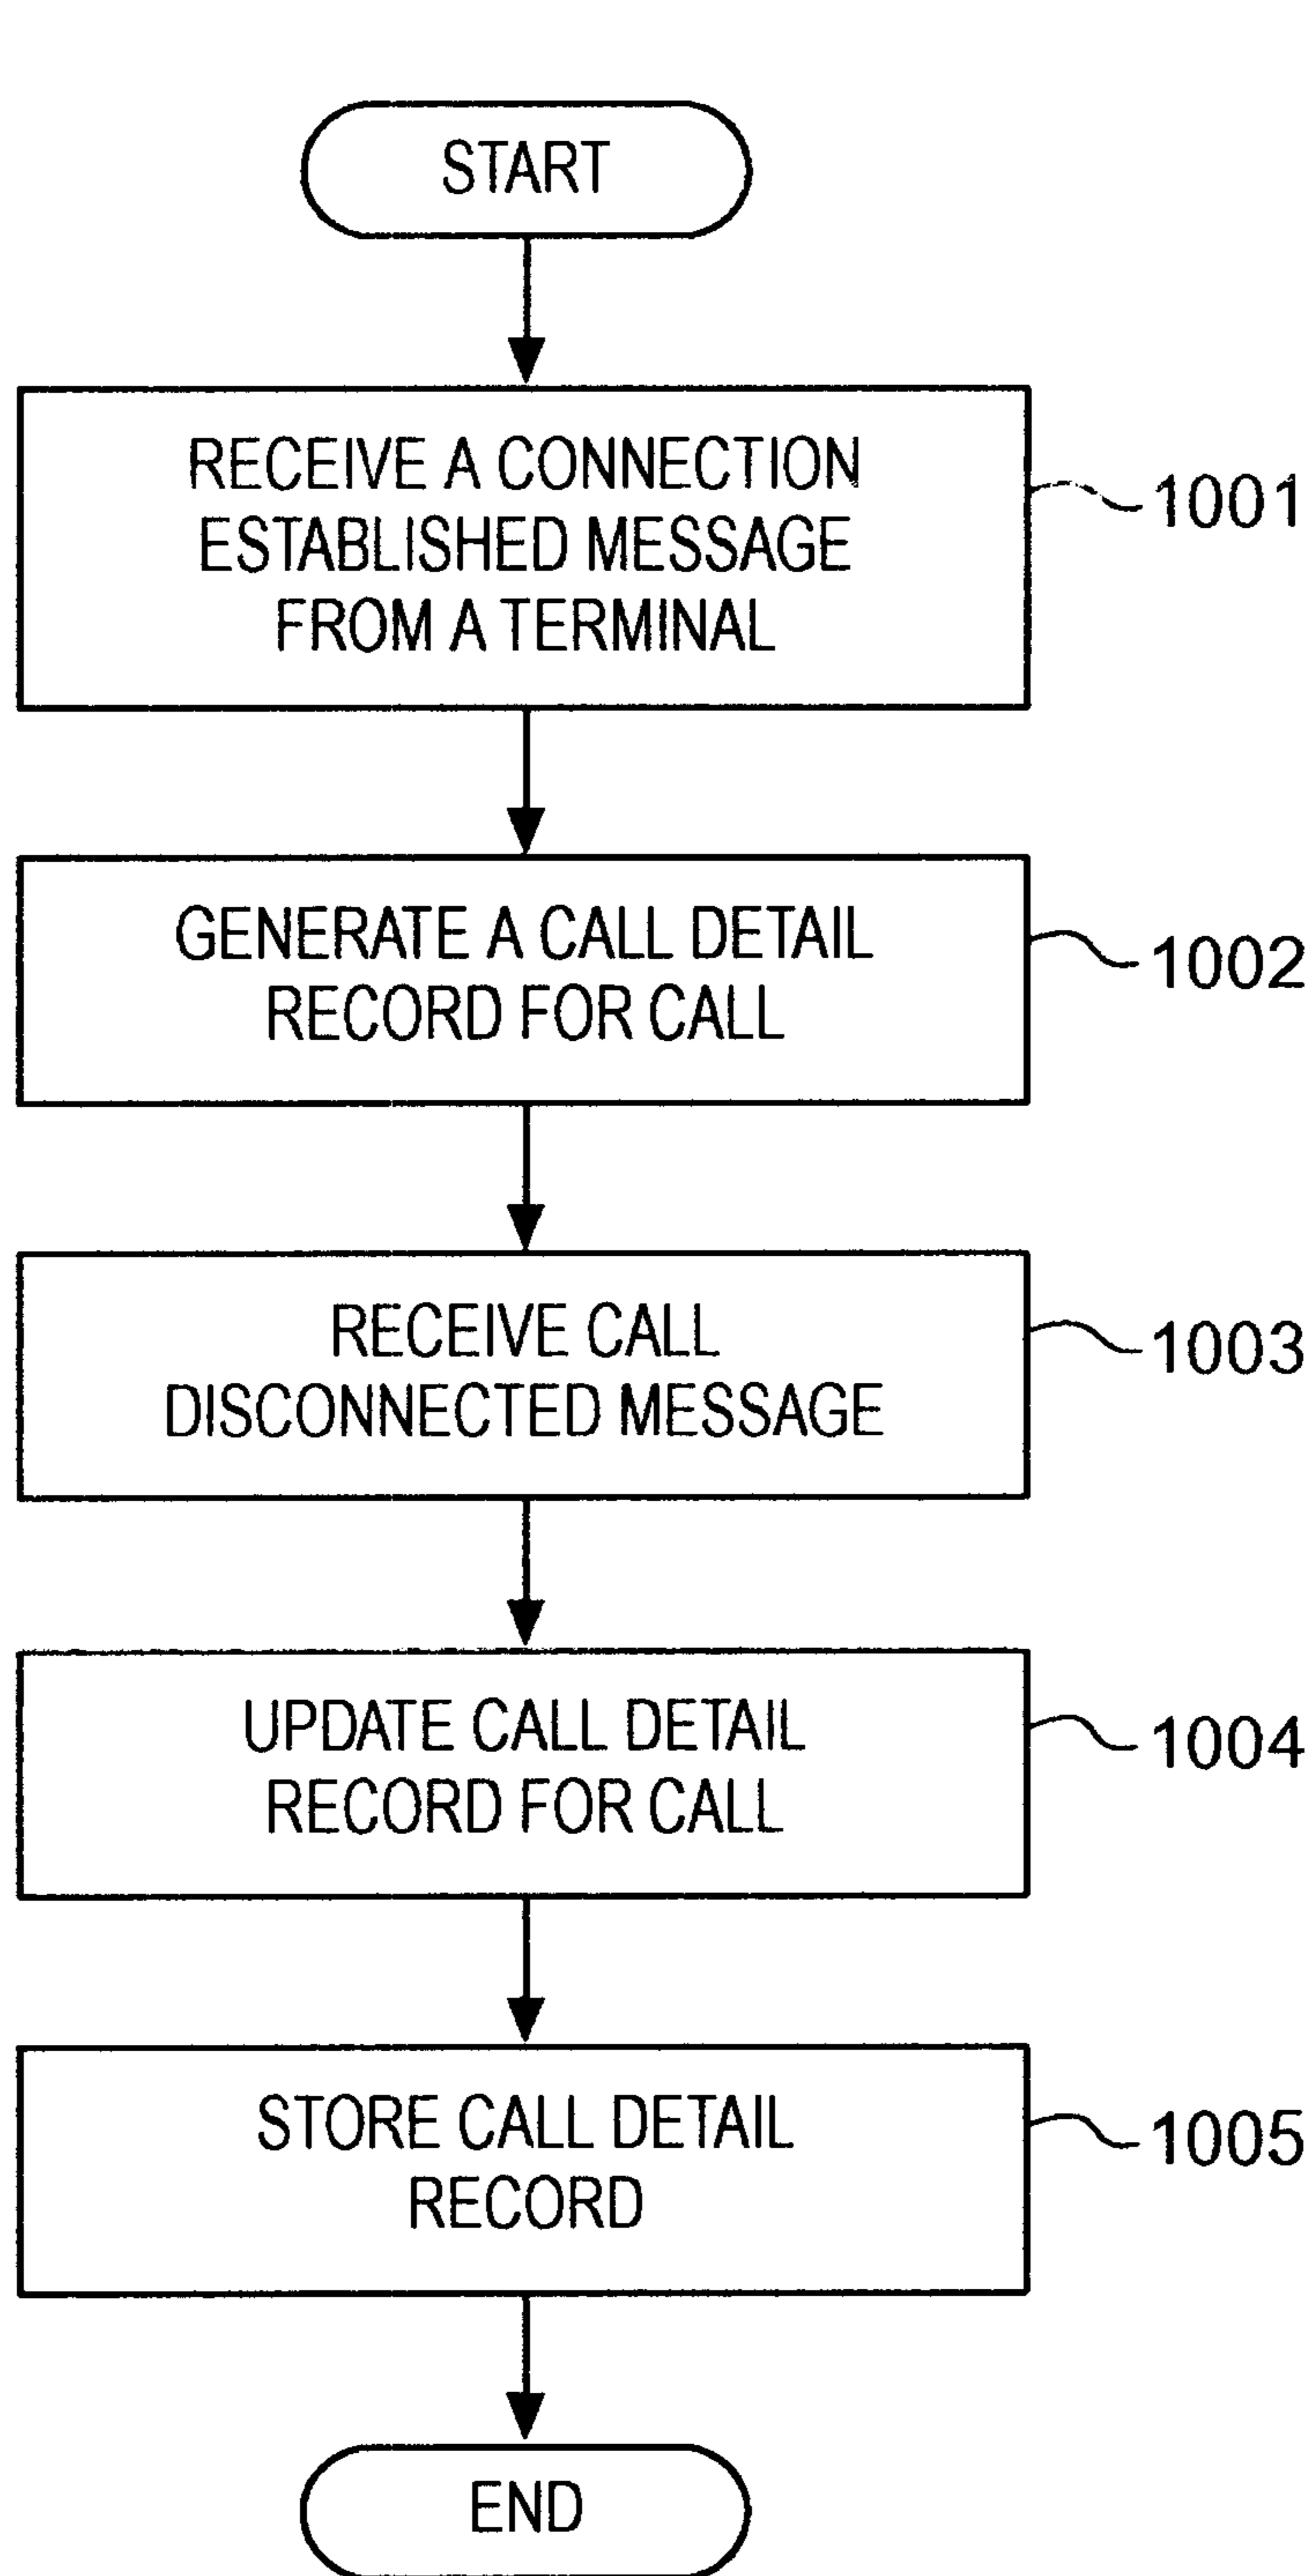 START
RECEIVE A CONNECTION
ESTABLISHED MESSAGE
FROM A TERMINAL
1001
GENERATE A CALL DETAIL
RECORD FOR CALL
1002
RECEIVE CALL
DISCONNECTED MESSAGE
1003
UPDATE CALL DETAIL
RECORD FOR CALL
1004
STORE CALL DETAIL
RECORD
1005
END